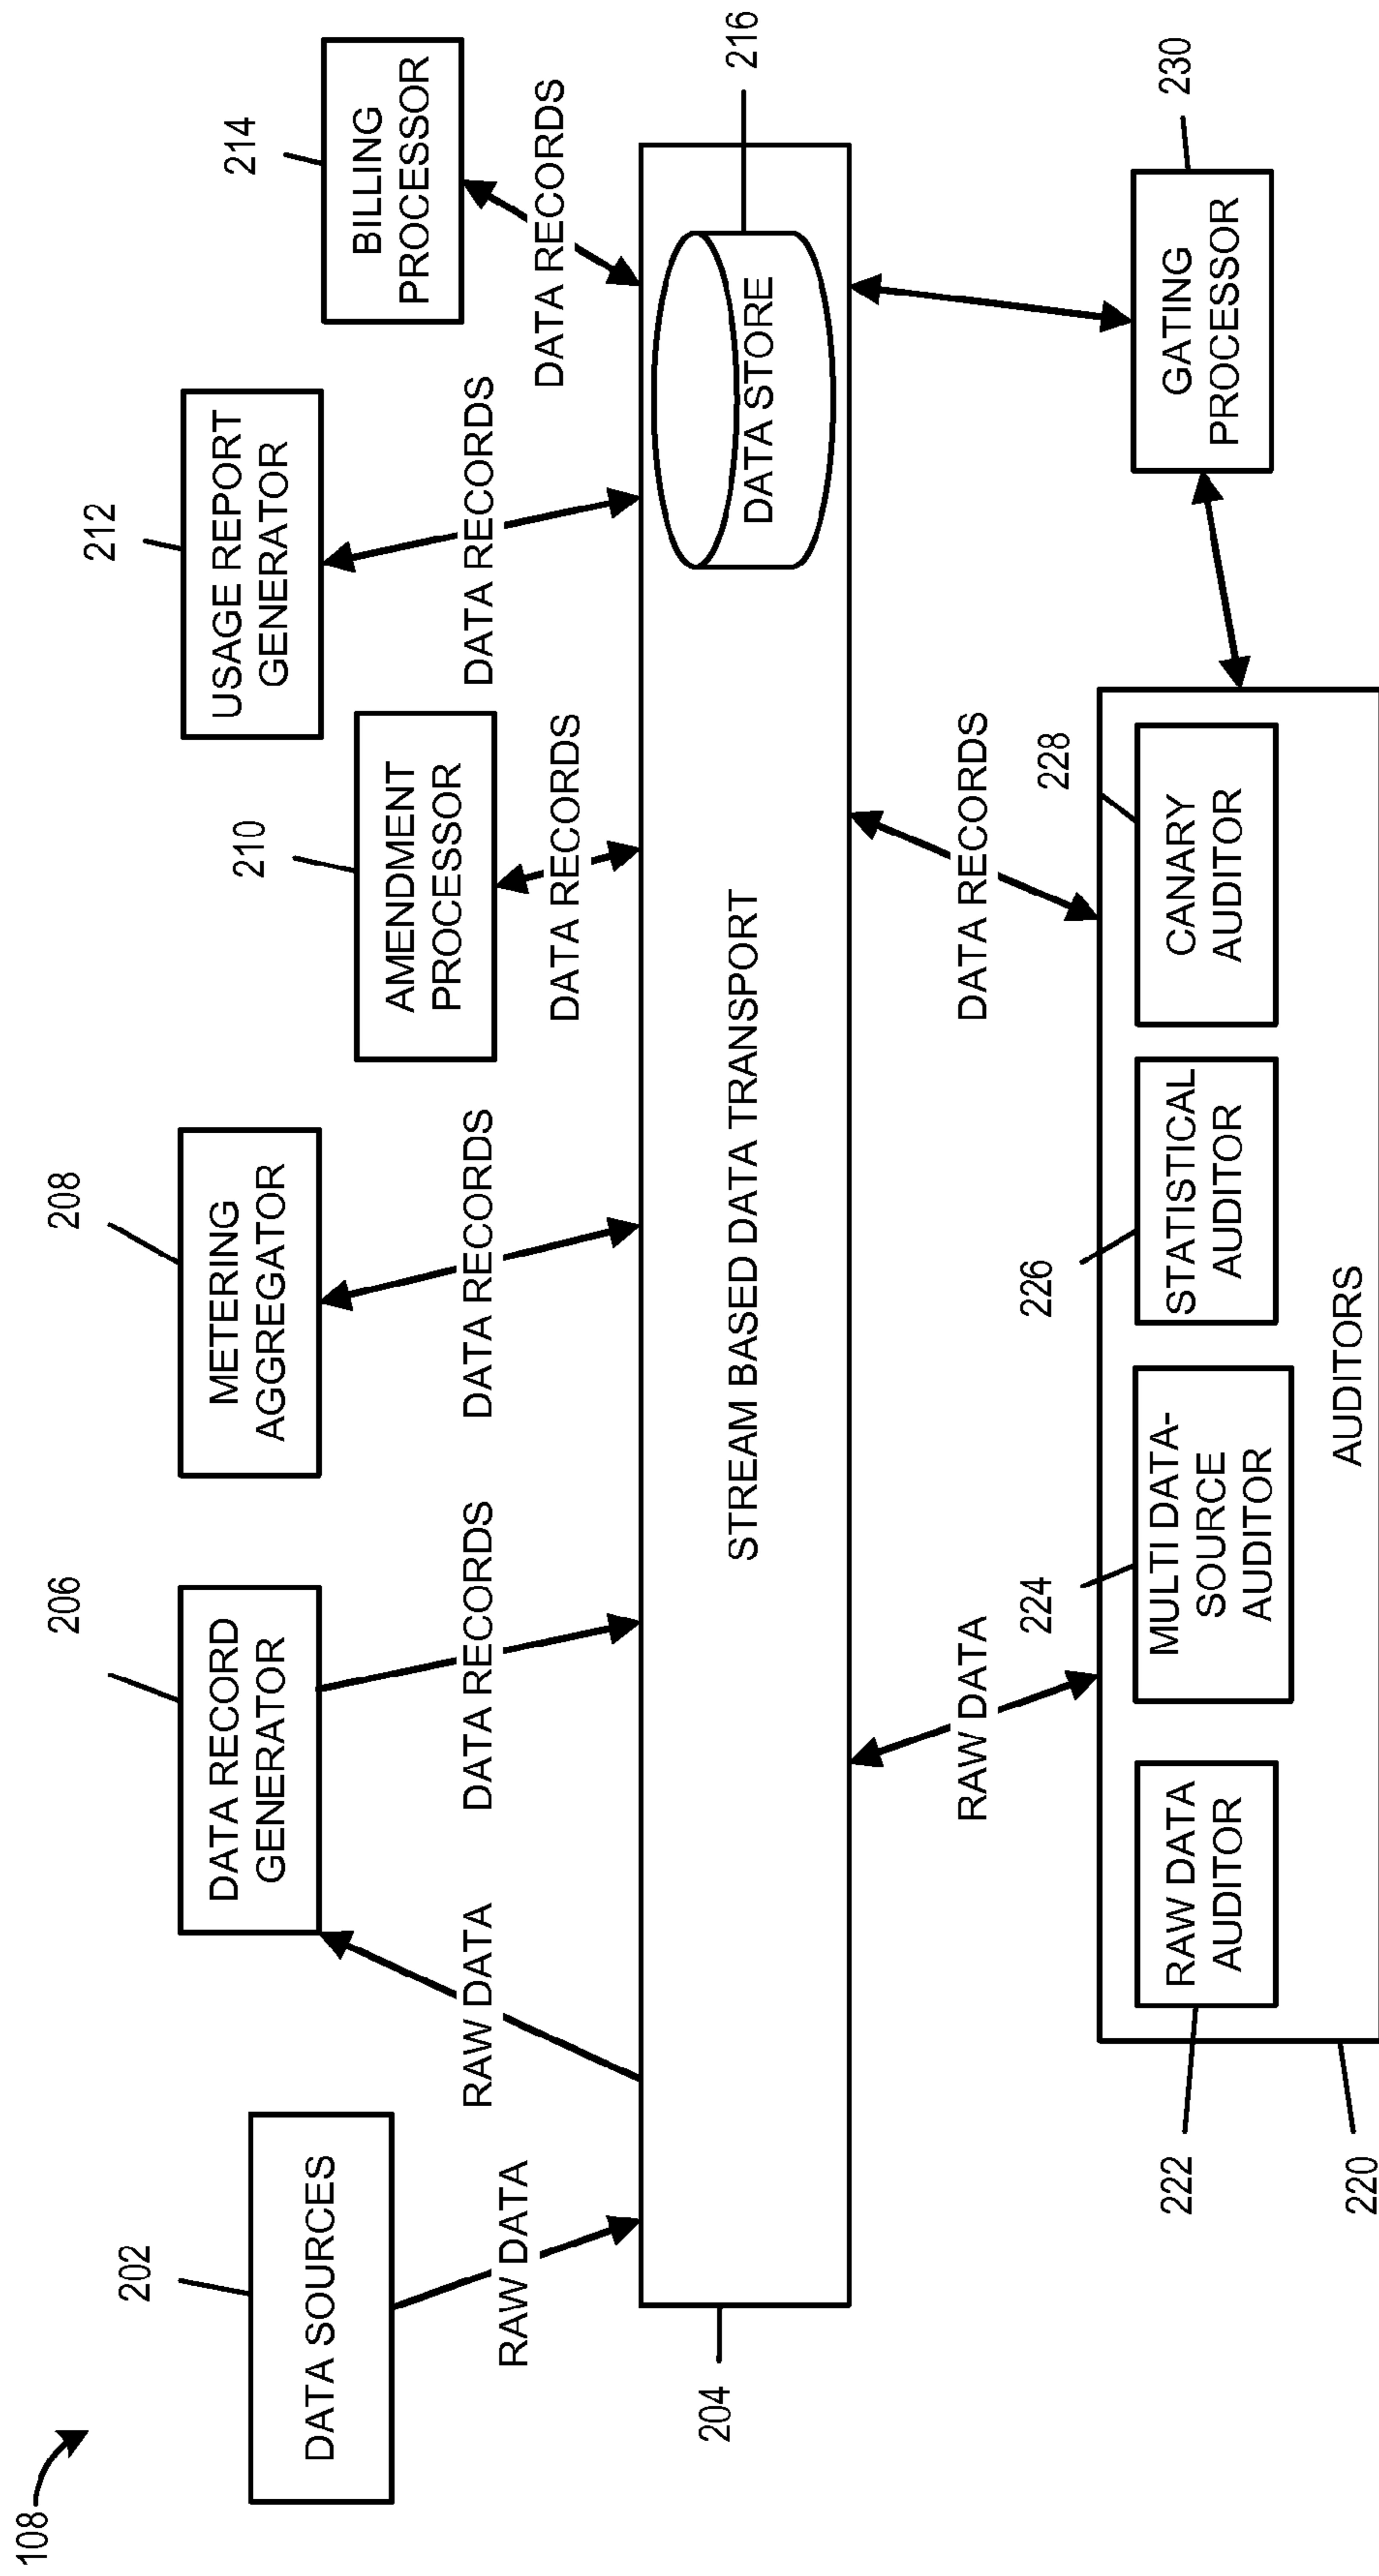 108
202
DATA SOURCES
RAW DATA
206
DATA RECORD
GENERATOR
RAW DATA
DATA RECORDS
208
METERING
AGGREGATOR
DATA RECORDS
210
AMENDMENT
PROCESSOR
DATA RECORDS
212
USAGE REPORT
GENERATOR
DATA RECORDS
214
BILLING
PROCESSOR
DATA RECORDS
204
STREAM BASED DATA TRANSPORT
DATA STORE
216
RAW DATA
DATA RECORDS
222
RAW DATA
AUDITOR
224
MULTI DATA-
SOURCE
AUDITOR
226
STATISTICAL
AUDITOR
228
CANARY
AUDITOR
220
AUDITORS
230
GATING
PROCESSOR